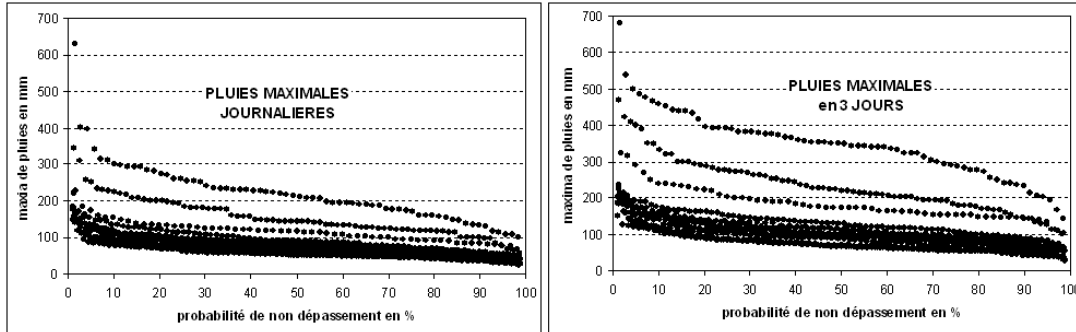 700
600
500
400
300
200
100
0
maxia de pluies en mm
PLUIES MAXIMALES
JOURNALIERES
0 10 20 30 40 50 60 70 80 90 100
probabilité de non dépassement en %
700
600
500
400
300
200
100
0
maxima de pluies en mm
PLUIES MAXIMALES
en 3 JOURS
0 10 20 30 40 50 60 70 80 90 100
probabilité de non dépassement en %